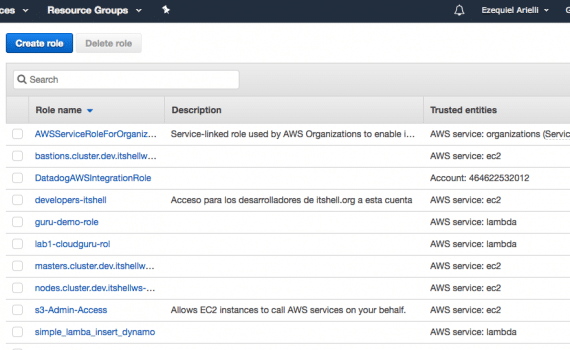 ces Resource Groups Ezequiel Arielli G
Create role Delete role
Search
Role name Description Trusted entities
AWSServiceRoleForOrganiz... Service-linked role used by AWS Organizations to enable i... AWS service: organizations (Servic
bastions.cluster.dev.itshellw... AWS service: ec2
DatadogAWSIntegrationRole Account: 464622532012
developers-itshell Acceso para los desarrolladores de itshell.org a esta cuenta AWS service: ec2
guru-demo-role AWS service: lambda
lab1-cloudguru-rol AWS service: lambda
masters.cluster.dev.itshellw... AWS service: ec2
nodes.cluster.dev.itshellws-... AWS service: ec2
s3-Admin-Access Allows EC2 instances to call AWS services on your behalf. AWS service: ec2
simple_lamba_insert_dynamo AWS service: lambda